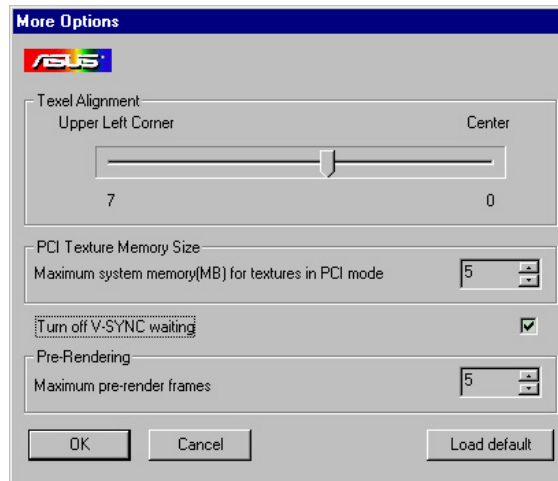 More Options
ASUS
Texel Alignment
Upper Left Corner Center
7 0
PCI Texture Memory Size
Maximum system memory(MB) for textures in PCI mode 5
Turn off V-SYNC waiting
Pre-Rendering
Maximum pre-render frames 5
OK Cancel Load default